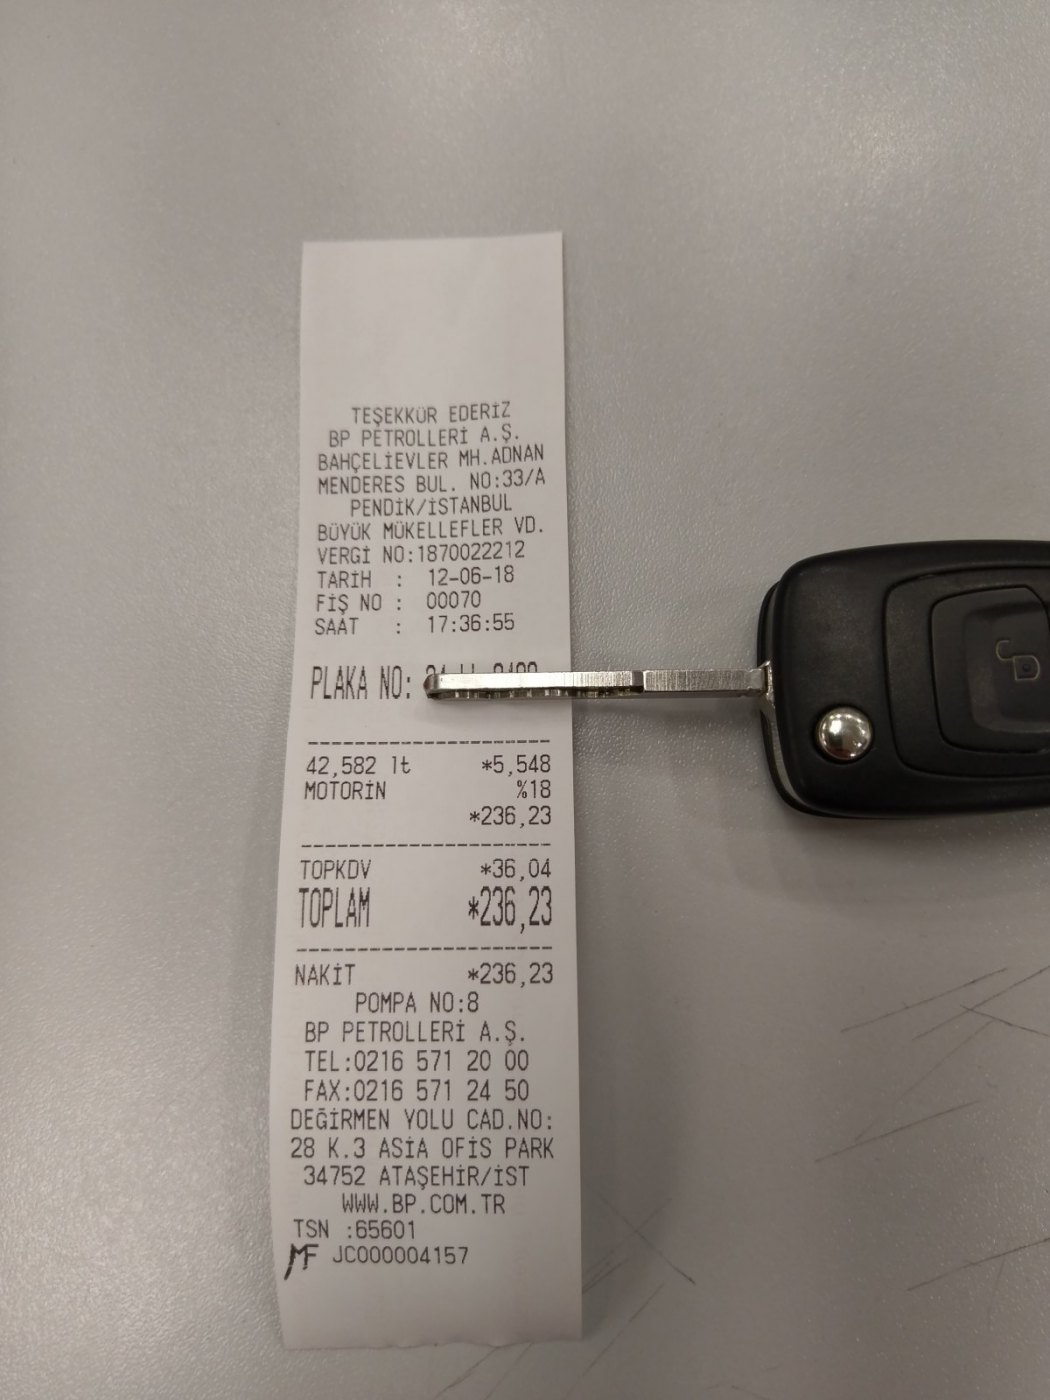 TEŞEKKÜR EDERİZ
BP PETROLLERİ A.Ş.
BAHÇELİEVLER MH.ADNAN
MENDERES BUL. NO:33/A
PENDİK/İSTANBUL
BÜYÜK MÜKELLEFLER VD.
VERGİ NO:1870022212
TARİH : 12-06-18
FİŞ NO : 00070
SAAT : 17:36:55
PLAKA NO:
42,582 lt *5,548
MOTORİN %18
*236,23
TOPKDV *36,04
TOPLAM *236,23
NAKİT *236,23
POMPA NO:8
BP PETROLLERİ A.Ş.
TEL:0216 571 20 00
FAX:0216 571 24 50
DEĞİRMEN YOLU CAD.NO:
28 K.3 ASİA OFİS PARK
34752 ATAŞEHİR/İST
WWW.BP.COM.TR
TSN :65601
MF JC000004157